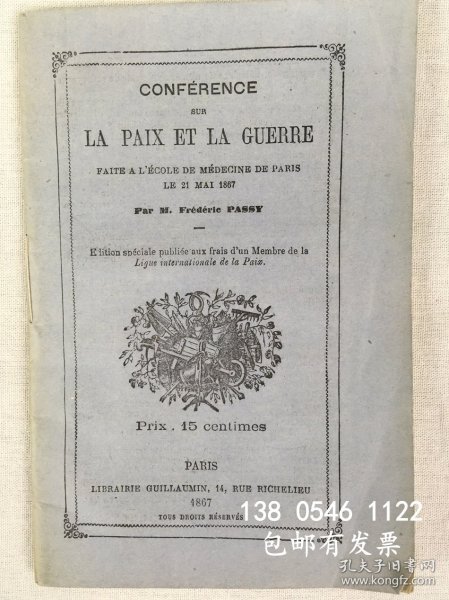 CONFÉRENCE
SUR
LA PAIX ET LA GUERRE
FAITE A L'ÉCOLE DE MÉDECINE DE PARIS
LE 21 MAI 1867
Par M. Frédéric PASSY
Edition spéciale publiée aux frais d'un Membre de la
Ligue internationale de la Paix.
Prix . 15 centimes
PARIS
LIBRAIRIE GUILLAUMIN, 14, RUE RICHELIEU
1867
TOUS DROITS RÉSERVÉS
138 0546 1122
包邮有发票
孔夫子旧书网
www.kongfz.com